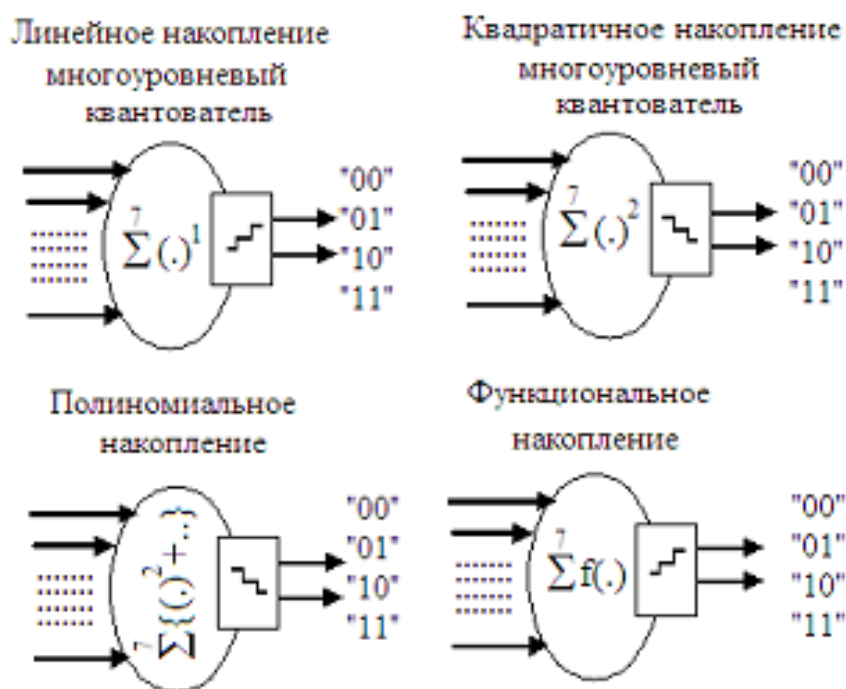 Линейное накопление
многоуровневый
квантователь
7
∑(.)¹
"00"
"01"
"10"
"11"
Квадратичное накопление
многоуровневый
квантователь
7
∑(.)²
"00"
"01"
"10"
"11"
Полиномиальное
накопление
7
∑{(.)²+..}
"00"
"01"
"10"
"11"
Функциональное
накопление
7
∑f(.)
"00"
"01"
"10"
"11"